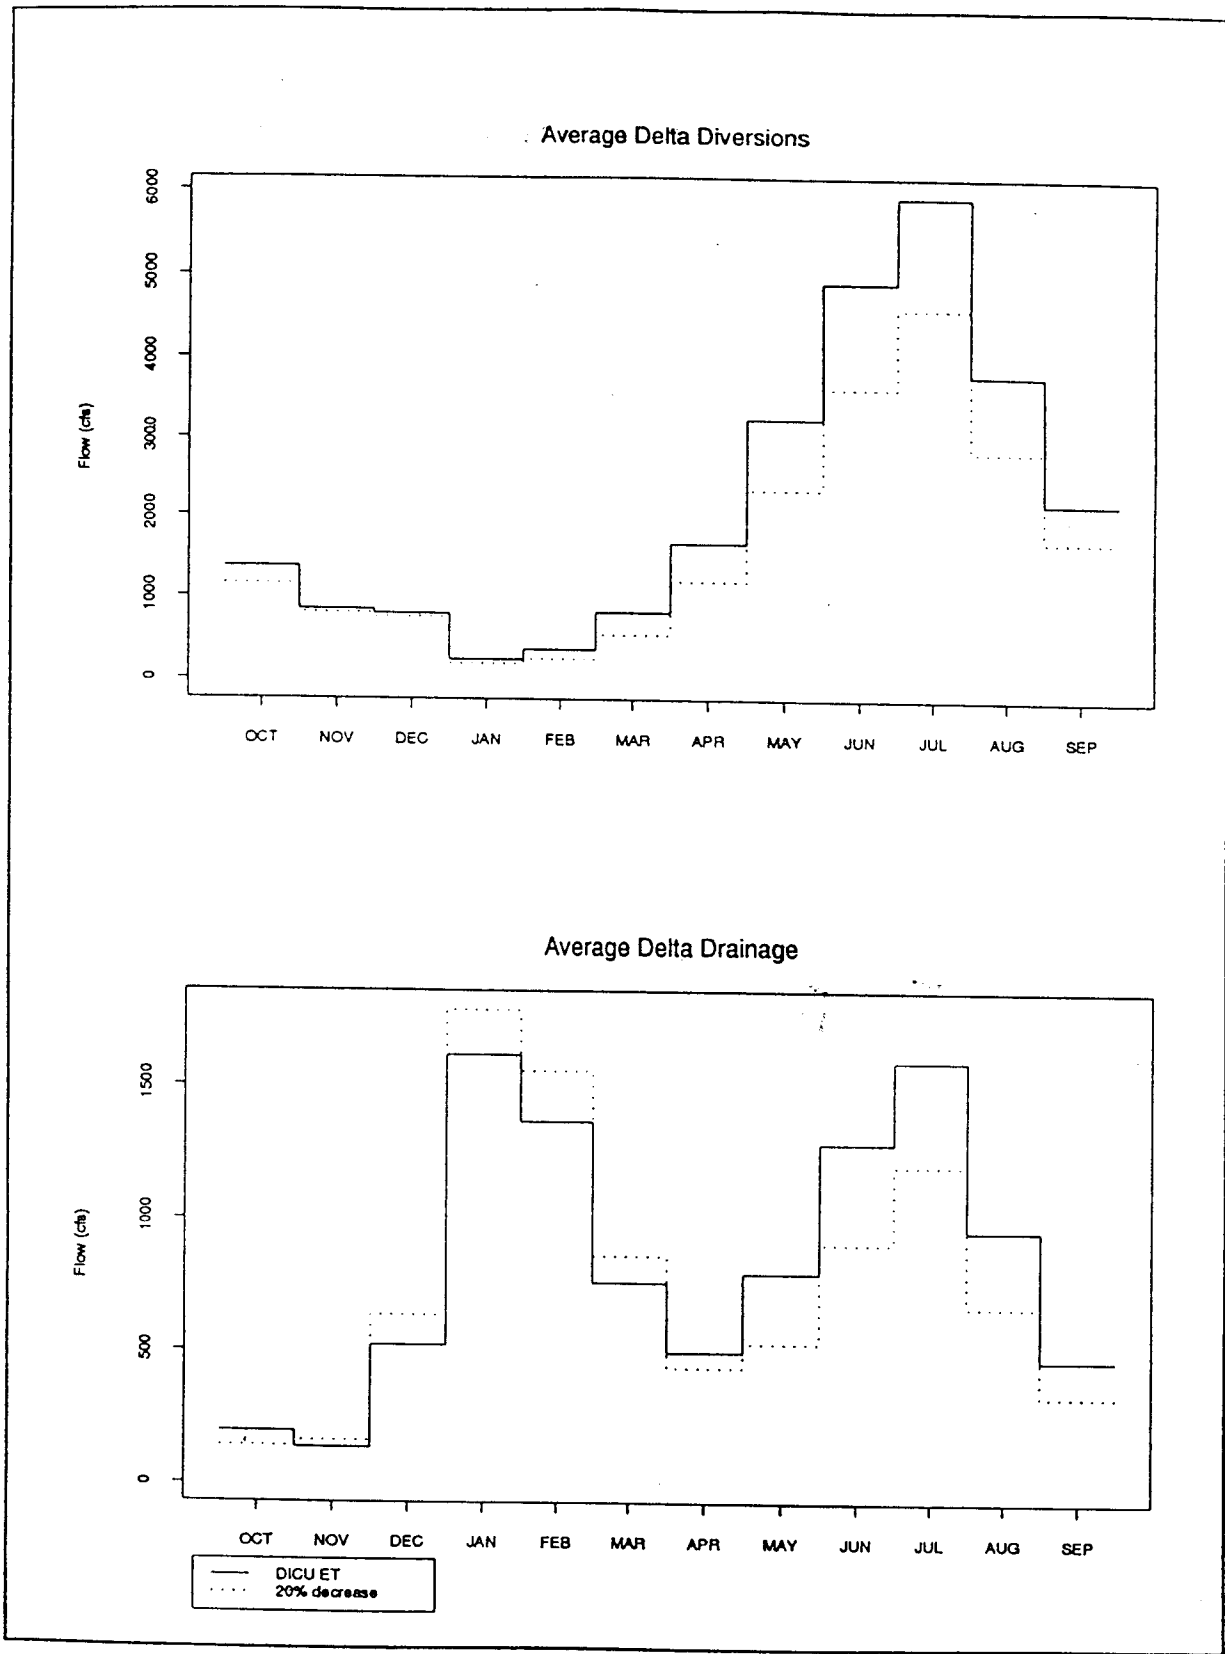 Average Delta Diversions
6000
5000
4000
3000
2000
1000
0
Flow (cfs)
OCT NOV DEC JAN FEB MAR APR MAY JUN JUL AUG SEP
Average Delta Drainage
1500
1000
500
0
Flow (cfs)
OCT NOV DEC JAN FEB MAR APR MAY JUN JUL AUG SEP
DICU ET
20% decrease